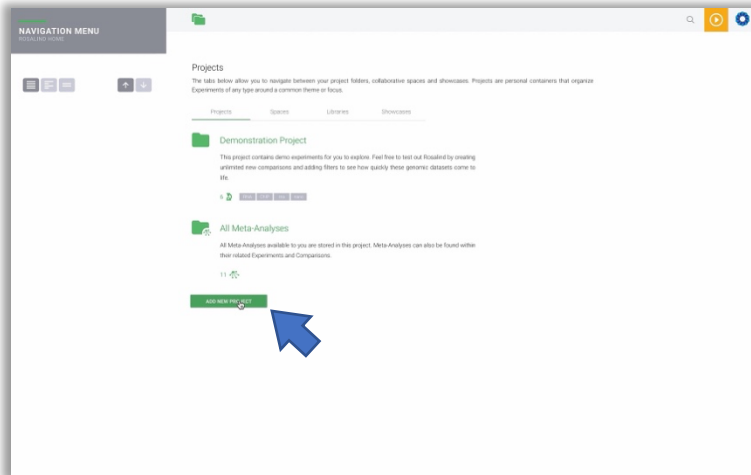 NAVIGATION MENU
ROSALIND HOME
Projects
The tabs below allow you to navigate between your project folders, collaborative spaces and showcases. Projects are personal containers that organize
Experiments of any type around a common theme or focus.
Projects Spaces Libraries Showcases
Demonstration Project
This project contains demo experiments for you to explore. Feel free to test out Rosalind by creating
unlimited new comparisons and adding filters to see how quickly these genomic datasets come to
life.
All Meta-Analyses
All Meta-Analyses available to you are stored in this project. Meta-Analyses can also be found within
their related Experiments and Comparisons.
11
ADD NEW PROJECT